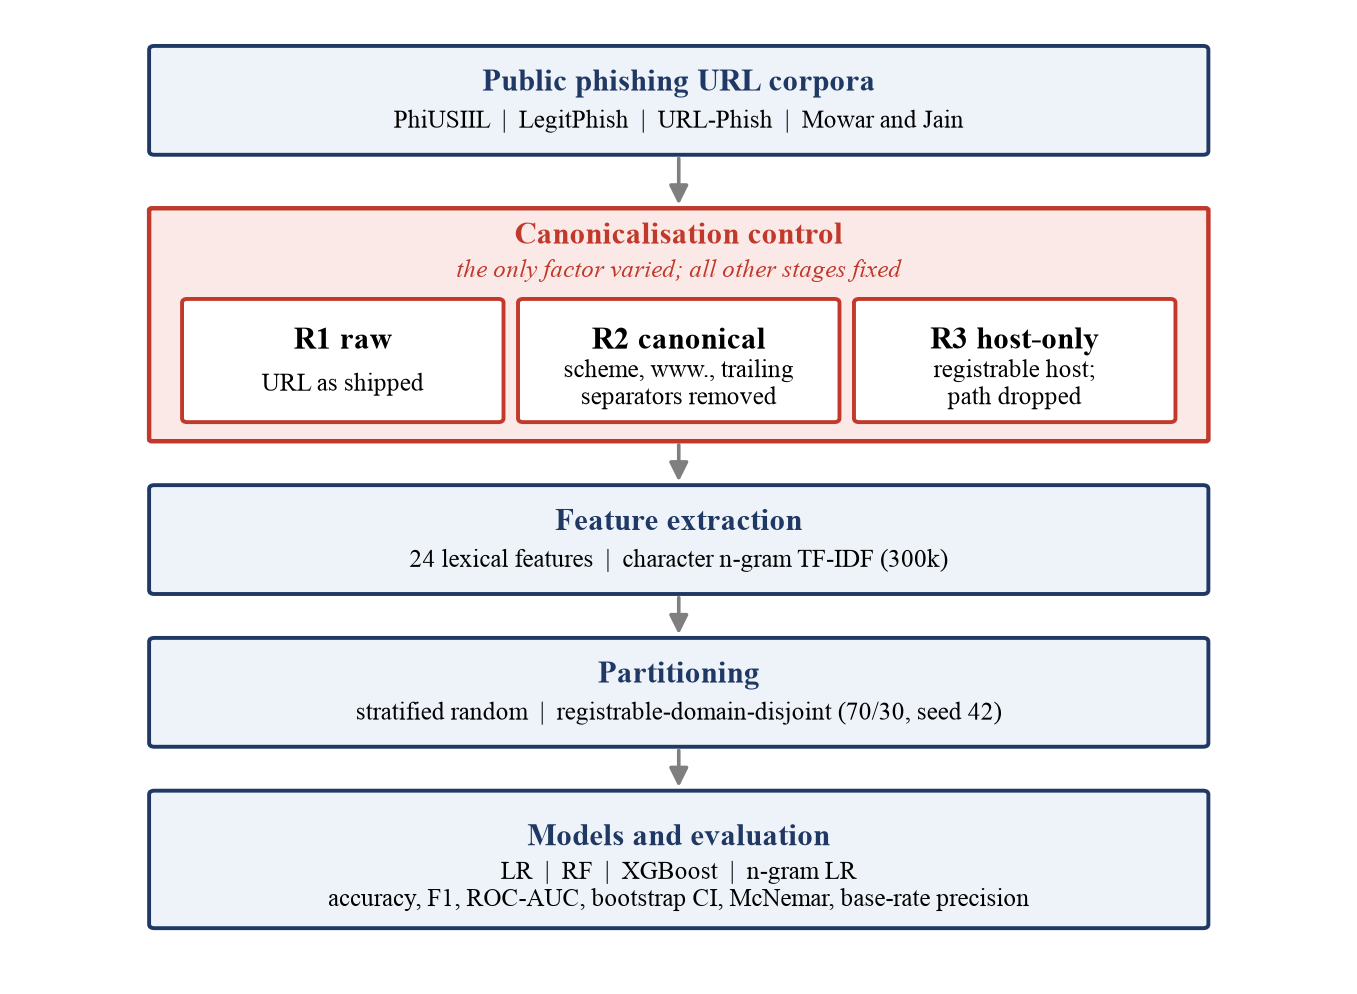 Public phishing URL corpora
PhiUSIIL | LegitPhish | URL-Phish | Mowar and Jain
Canonicalisation control
the only factor varied; all other stages fixed
R1 raw
URL as shipped
R2 canonical
scheme, www., trailing
separators removed
R3 host-only
registrable host;
path dropped
Feature extraction
24 lexical features | character n-gram TF-IDF (300k)
Partitioning
stratified random | registrable-domain-disjoint (70/30, seed 42)
Models and evaluation
LR | RF | XGBoost | n-gram LR
accuracy, F1, ROC-AUC, bootstrap CI, McNemar, base-rate precision